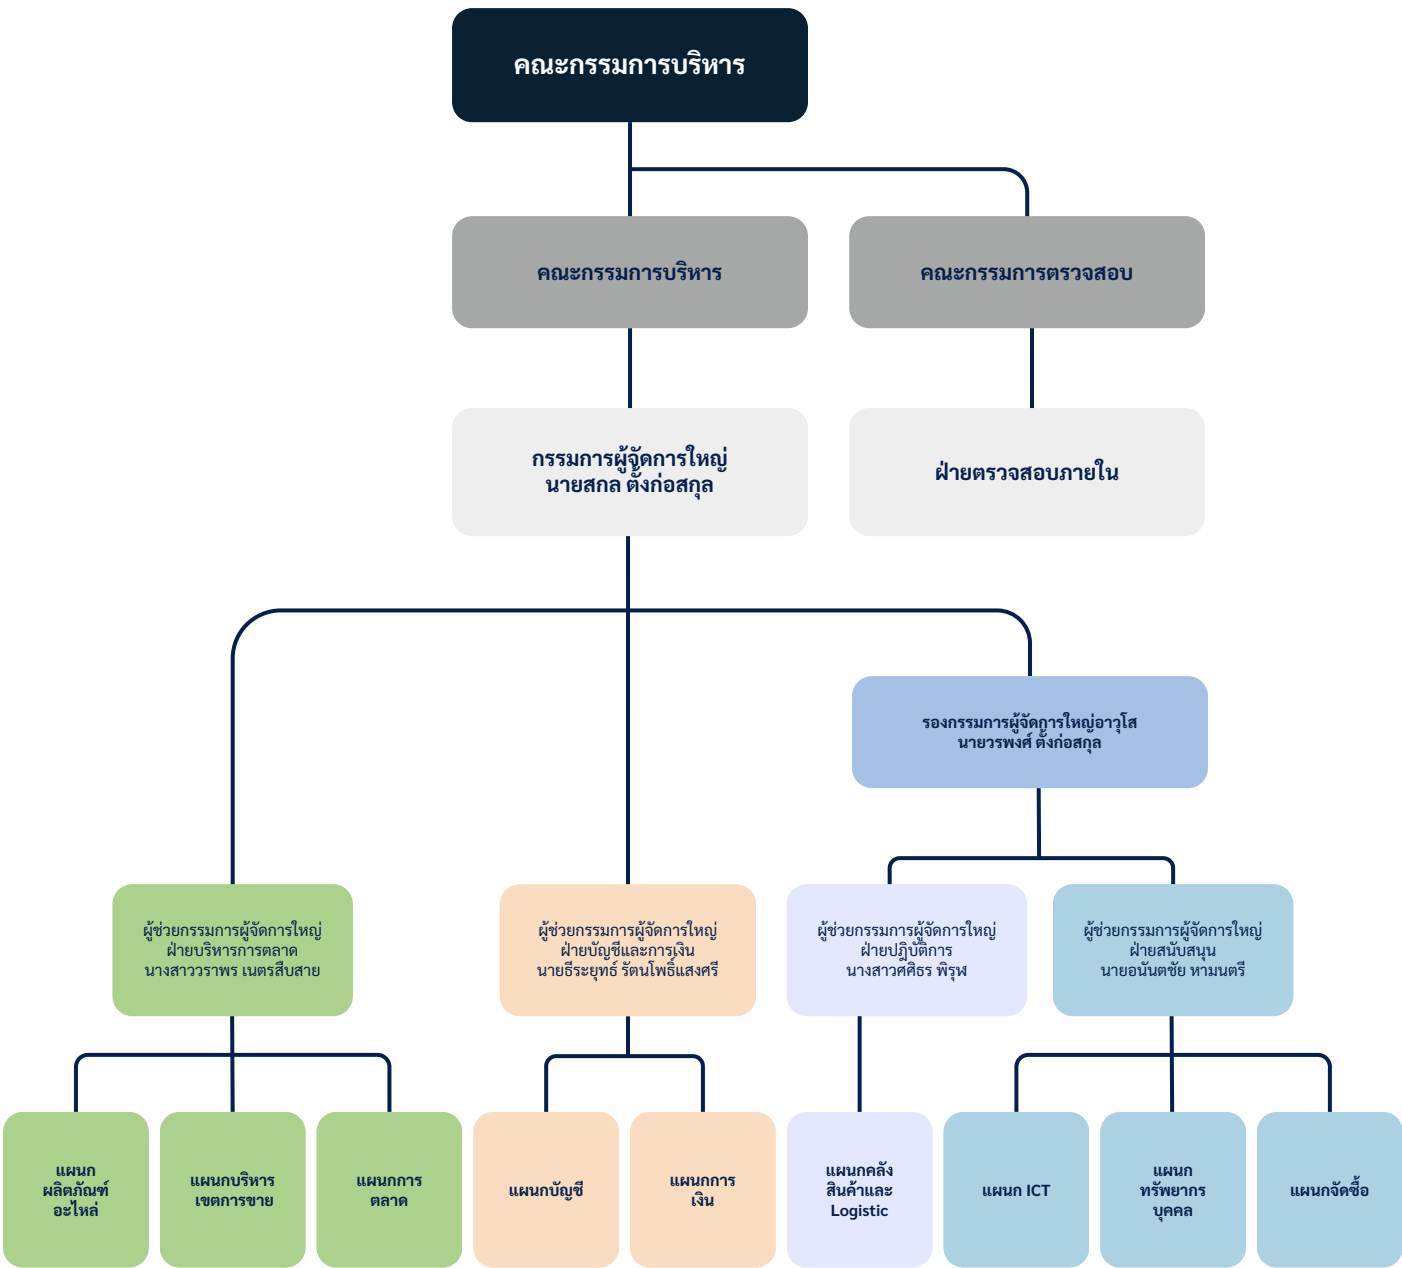 คณะกรรมการบริหาร
คณะกรรมการบริหาร
คณะกรรมการตรวจสอบ
กรรมการผู้จัดการใหญ่
นายสกล ตั้งก่อสกุล
ฝ่ายตรวจสอบภายใน
รองกรรมการผู้จัดการใหญ่อาวุโส
นายวรพงศ์ ตั้งก่อสกุล
ผู้ช่วยกรรมการผู้จัดการใหญ่
ฝ่ายบริหารการตลาด
นางสาววราพร เนตรสืบสาย
ผู้ช่วยกรรมการผู้จัดการใหญ่
ฝ่ายบัญชีและการเงิน
นายธีระยุทธ์ รัตนโพธิ์แสงศรี
ผู้ช่วยกรรมการผู้จัดการใหญ่
ฝ่ายปฎิบัติการ
นางสาวศศิธร พิรุฬ
ผู้ช่วยกรรมการผู้จัดการใหญ่
ฝ่ายสนับสนุน
นายอนันตชัย หามนตรี
แผนก
ผลิตภัณฑ์
อะไหล่
แผนกบริหาร
เขตการขาย
แผนกการ
ตลาด
แผนกบัญชี
แผนกการ
เงิน
แผนกคลัง
สินค้าและ
Logistic
แผนก ICT
แผนก
ทรัพยากร
บุคคล
แผนกจัดซื้อ